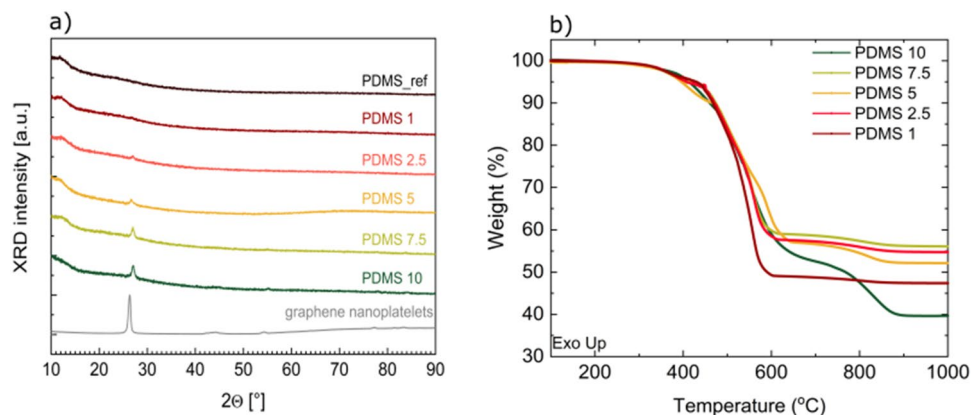 a)
XRD intensity [a.u.]
PDMS_ref
PDMS 1
PDMS 2.5
PDMS 5
PDMS 7.5
PDMS 10
graphene nanoplatelets
10 20 30 40 50 60 70 80 90
2Θ [°]
b)
Weight (%)
100
90
80
70
60
50
40
30
PDMS 10
PDMS 7.5
PDMS 5
PDMS 2.5
PDMS 1
Exo Up
200 400 600 800 1000
Temperature (ºC)